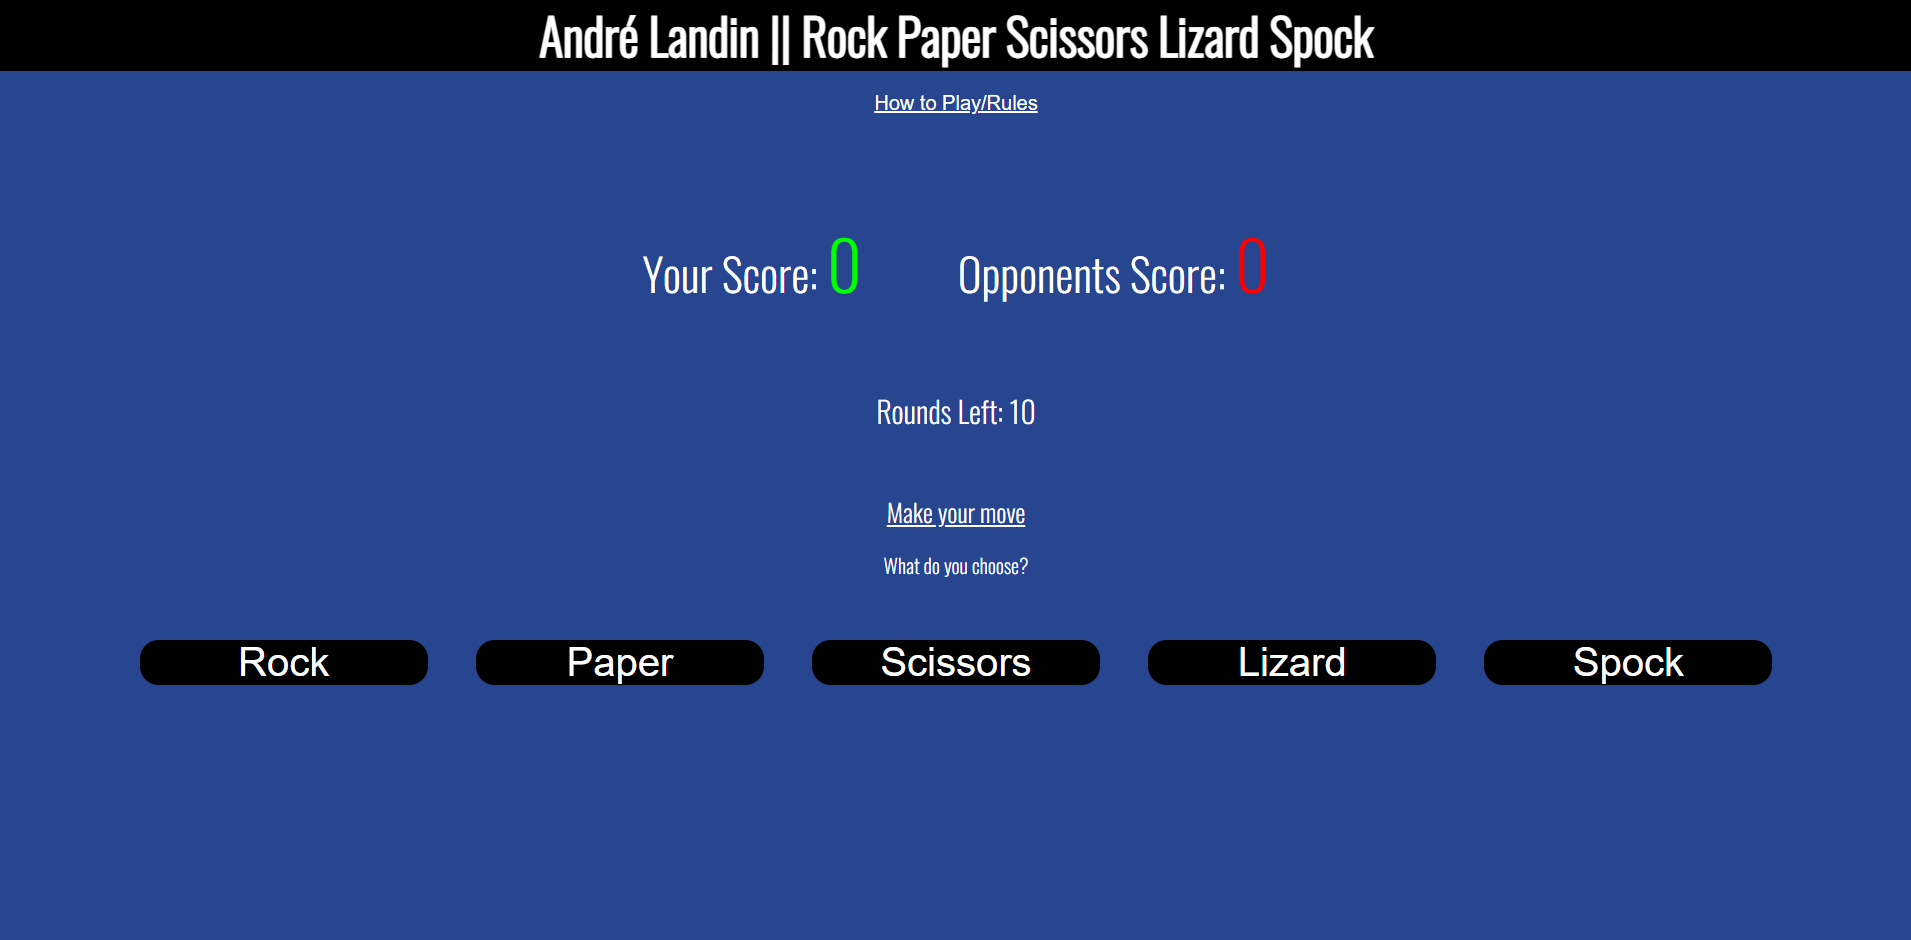 André Landin || Rock Paper Scissors Lizard Spock
How to Play/Rules
Your Score: 0 Opponents Score: 0
Rounds Left: 10
Make your move
What do you choose?
Rock Paper Scissors Lizard Spock